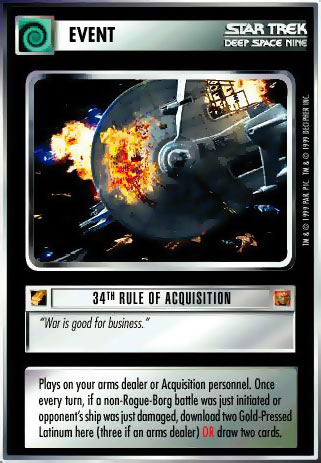 EVENT
STAR TREK
DEEP SPACE NINE
TM & © 1999 PAR. PIC. TM & © 1999 DECIPHER INC.
34TH RULE OF ACQUISITION
"War is good for business."
Plays on your arms dealer or Acquisition personnel. Once
every turn, if a non-Rogue-Borg battle was just initiated or
opponent's ship was just damaged, download two Gold-Pressed
Latinum here (three if an arms dealer) OR draw two cards.